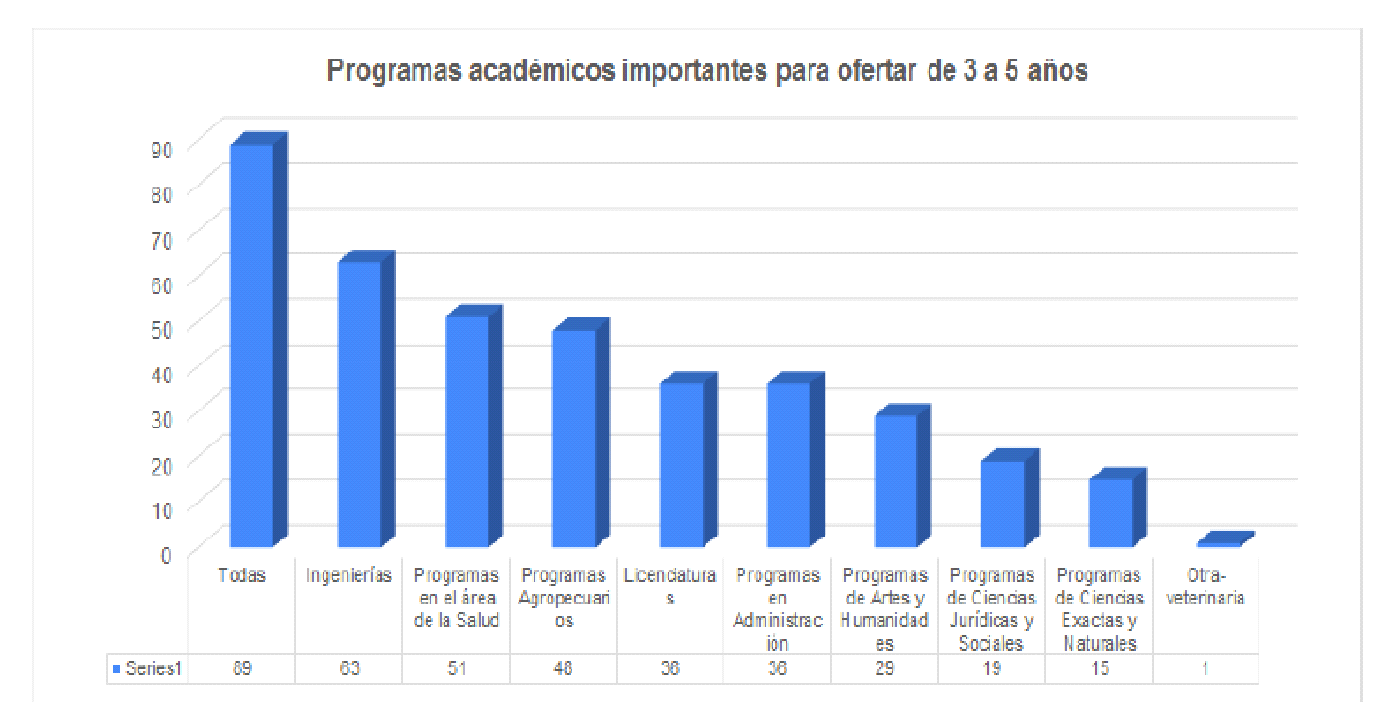 Programas académicos importantes para ofertar de 3 a 5 años
90
80
70
60
50
40
30
20
10
0
Todas
Ingenierías
Programas
en el área
de la Salud
Programas
Agropecuari
os
Licenciatura
s
Programas
en
Administrac
ión
Programas
de Artes y
Humanidad
es
Programas
de Ciencias
Jurídicas y
Sociales
Programas
de Ciencias
Exactas y
Naturales
Otra-
veterinaria
Series1 89 63 51 48 36 36 29 19 15 1